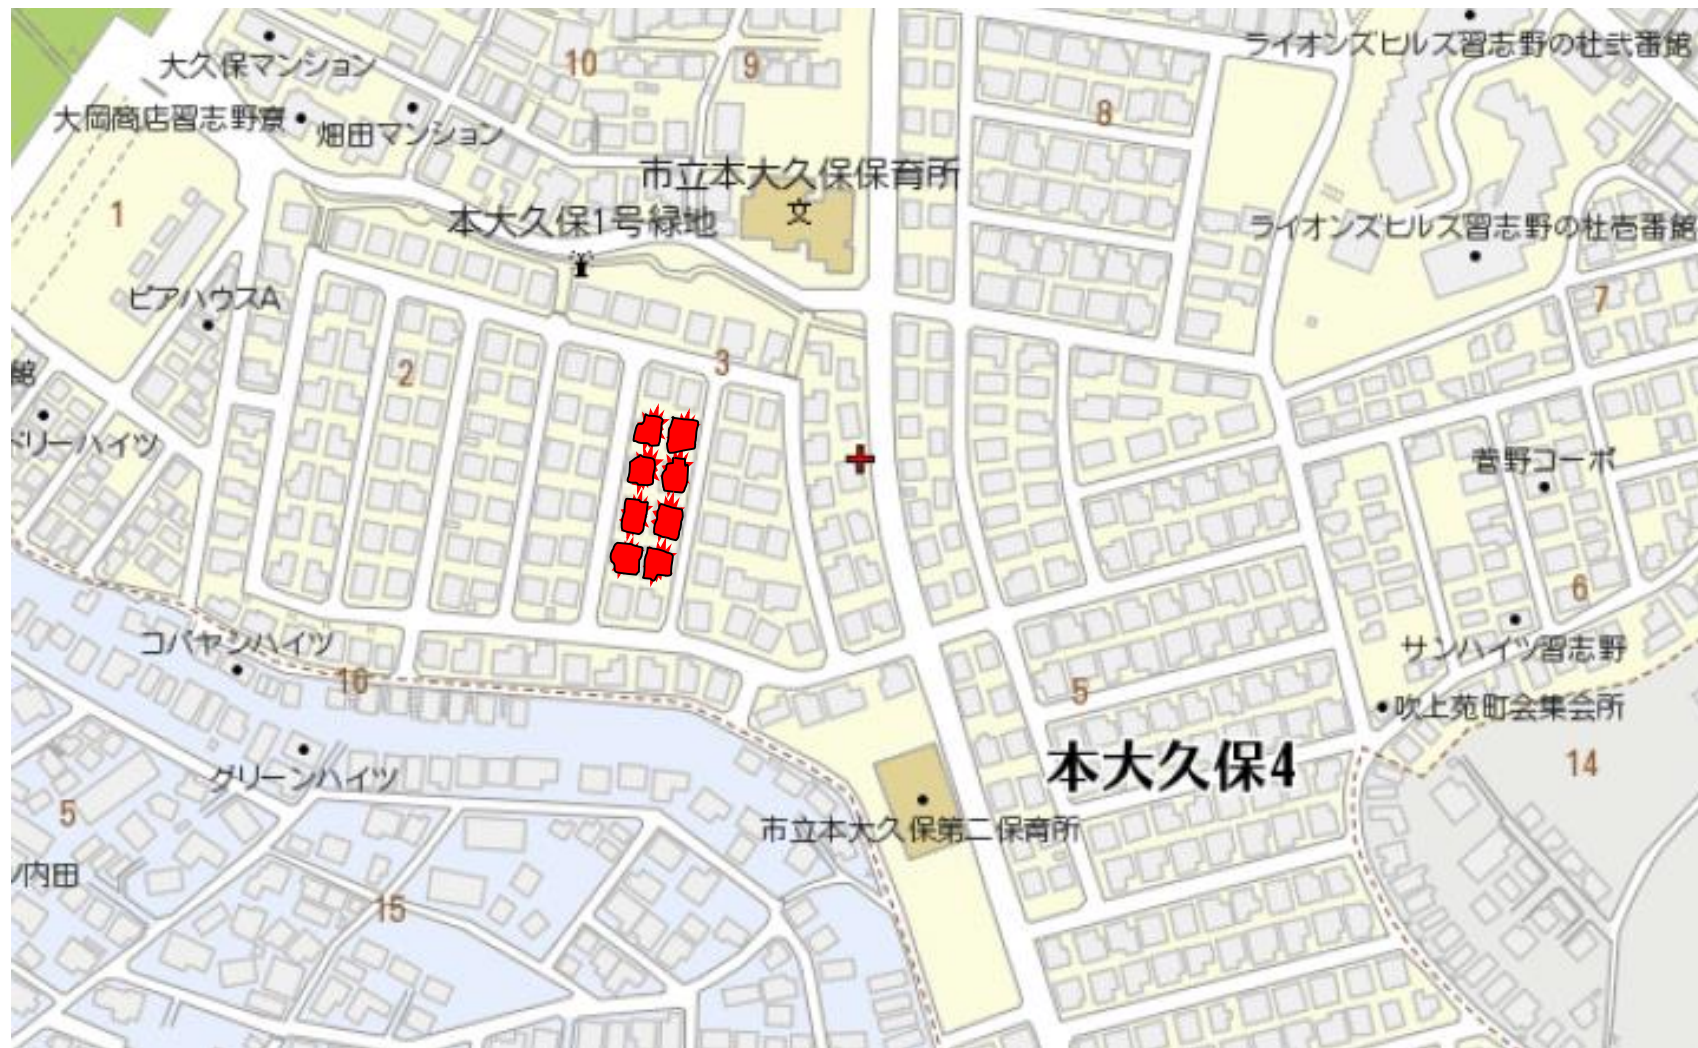 ライオンズヒルズ習志野の杜弐番館
大久保マンション
10
9
8
大岡商店習志野寮
畑田マンション
市立本大久保保育所
文
1
本大久保1号緑地
ライオンズヒルズ習志野の杜壱番館
ピアハウスA
7
館
2
3
ドリーハイツ
菅野コーポ
6
コバヤシハイツ
サンハイツ習志野
16
5
吹上苑町会集会所
グリーンハイツ
本大久保4
14
5
市立本大久保第二保育所
内田
15